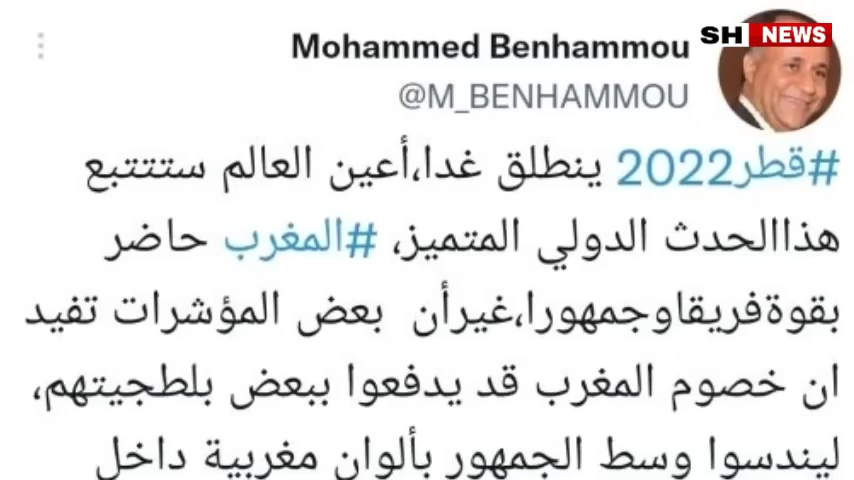 SH NEWS
Mohammed Benhammou
@M_BENHAMMOU
#قطر2022 ينطلق غدا،أعين العالم ستتتبع
هذاالحدث الدولي المتميز، #المغرب حاضر
بقوةفريقاوجمهورا،غيرأن بعض المؤشرات تفيد
ان خصوم المغرب قد يدفعوا ببعض بلطجيتهم،
ليندسوا وسط الجمهور بألوان مغربية داخل